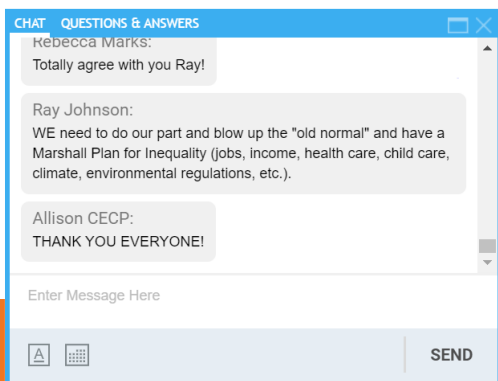 CHAT QUESTIONS & ANSWERS
Rebecca Marks:
Totally agree with you Ray!
Ray Johnson:
WE need to do our part and blow up the "old normal" and have a
Marshall Plan for Inequality (jobs, income, health care, child care,
climate, environmental regulations, etc.).
Allison CECP:
THANK YOU EVERYONE!
Enter Message Here
A
SEND